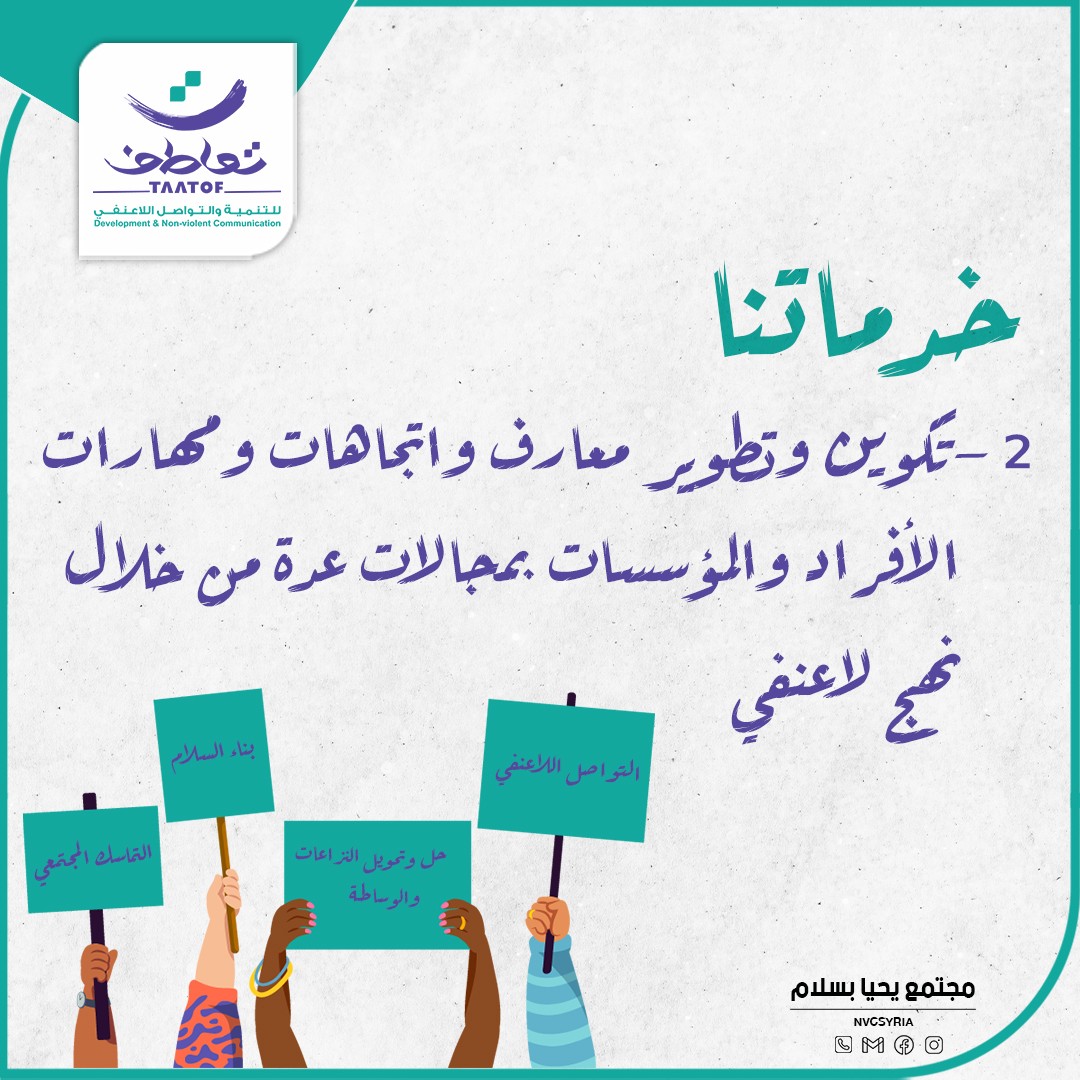 تعاطف
TAATOF
للتنمية والتواصل اللاعنفي
Development & Non-violent Communication
خدماتنا
2 -تكوين وتطوير معارف واتجاهات ومهارات
الأفراد والمؤسسات بمجالات عدة من خلال
نهج لاعنفي
التواصل اللاعنفي
بناء السلام
حل وتحويل النزاعات
والوساطة
التماسك المجتمعي
مجتمع يحيا بسلام
NVCSYRIA